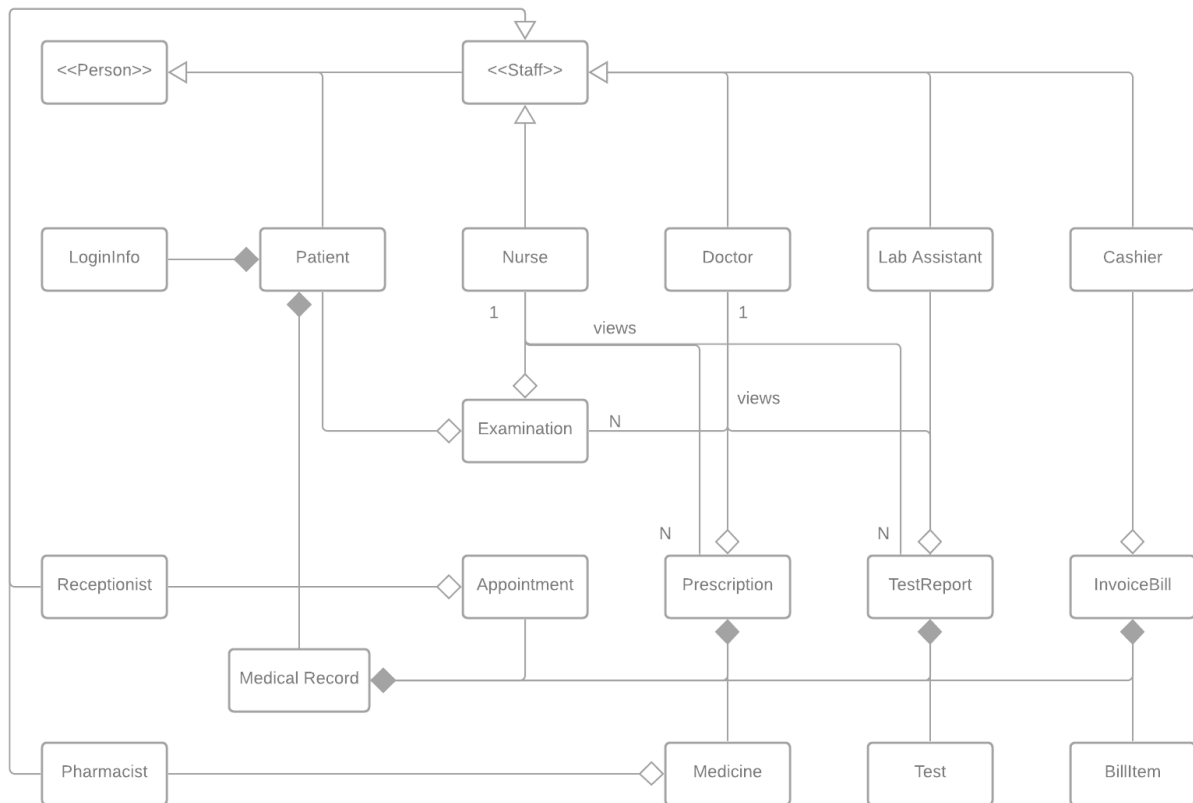 <<Person>>
<<Staff>>
LoginInfo
Patient
Nurse
Doctor
Lab Assistant
Cashier
1
1
views
views
Examination
N
N
N
Receptionist
Appointment
Prescription
TestReport
InvoiceBill
Medical Record
Pharmacist
Medicine
Test
BillItem